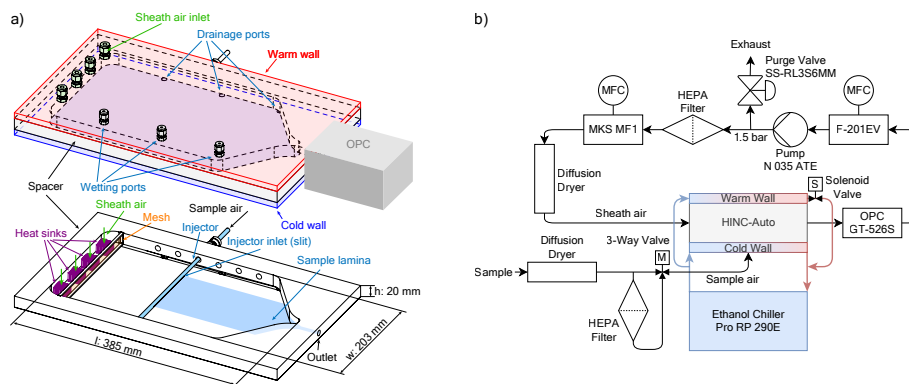 a)
Sheath air inlet
Drainage ports
Warm wall
OPC
Wetting ports
Spacer
Cold wall
Sheath air
Sample air
Mesh
Injector
Heat sinks
Injector inlet (slit)
Sample lamina
h: 20 mm
l: 385 mm
w: 203 mm
Outlet
b)
Exhaust
Purge Valve
SS-RL3S6MM
MFC
MFC
HEPA
Filter
MKS MF1
1.5 bar
F-201EV
Pump
N 035 ATE
Diffusion
Dryer
Solenoid
Valve
S
Warm Wall
Sheath air
HINC-Auto
OPC
GT-526S
Diffusion
Dryer
3-Way Valve
M
Cold Wall
Sample
Sample air
HEPA
Filter
Ethanol Chiller
Pro RP 290E